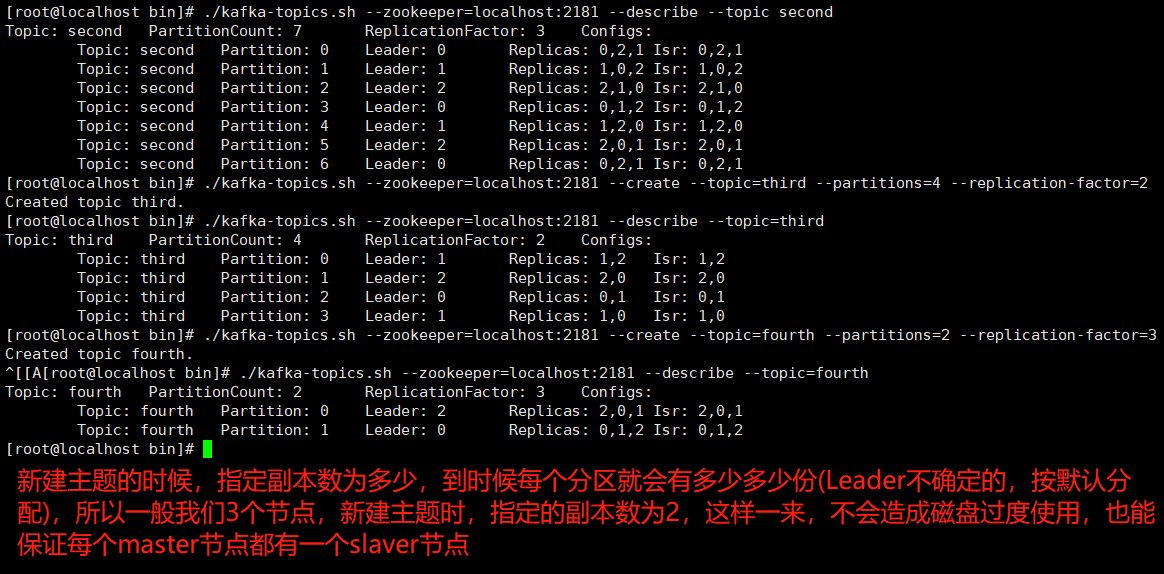 [root@localhost bin]# ./kafka-topics.sh --zookeeper=localhost:2181 --describe --topic second
Topic: second PartitionCount: 7 ReplicationFactor: 3 Configs:
Topic: second Partition: 0 Leader: 0 Replicas: 0,2,1 Isr: 0,2,1
Topic: second Partition: 1 Leader: 1 Replicas: 1,0,2 Isr: 1,0,2
Topic: second Partition: 2 Leader: 2 Replicas: 2,1,0 Isr: 2,1,0
Topic: second Partition: 3 Leader: 0 Replicas: 0,1,2 Isr: 0,1,2
Topic: second Partition: 4 Leader: 1 Replicas: 1,2,0 Isr: 1,2,0
Topic: second Partition: 5 Leader: 2 Replicas: 2,0,1 Isr: 2,0,1
Topic: second Partition: 6 Leader: 0 Replicas: 0,2,1 Isr: 0,2,1
[root@localhost bin]# ./kafka-topics.sh --zookeeper=localhost:2181 --create --topic=third --partitions=4 --replication-factor=2
Created topic third.
[root@localhost bin]# ./kafka-topics.sh --zookeeper=localhost:2181 --describe --topic=third
Topic: third PartitionCount: 4 ReplicationFactor: 2 Configs:
Topic: third Partition: 0 Leader: 1 Replicas: 1,2 Isr: 1,2
Topic: third Partition: 1 Leader: 2 Replicas: 2,0 Isr: 2,0
Topic: third Partition: 2 Leader: 0 Replicas: 0,1 Isr: 0,1
Topic: third Partition: 3 Leader: 1 Replicas: 1,0 Isr: 1,0
[root@localhost bin]# ./kafka-topics.sh --zookeeper=localhost:2181 --create --topic=fourth --partitions=2 --replication-factor=3
Created topic fourth.
^[[A[root@localhost bin]# ./kafka-topics.sh --zookeeper=localhost:2181 --describe --topic=fourth
Topic: fourth PartitionCount: 2 ReplicationFactor: 3 Configs:
Topic: fourth Partition: 0 Leader: 2 Replicas: 2,0,1 Isr: 2,0,1
Topic: fourth Partition: 1 Leader: 0 Replicas: 0,1,2 Isr: 0,1,2
[root@localhost bin]#
新建主题的时候，指定副本数为多少，到时候每个分区就会有多少多少份(Leader不确定的，按默认分
配)，所以一般我们3个节点，新建主题时，指定的副本数为2，这样一来，不会造成磁盘过度使用，也能
保证每个master节点都有一个slaver节点